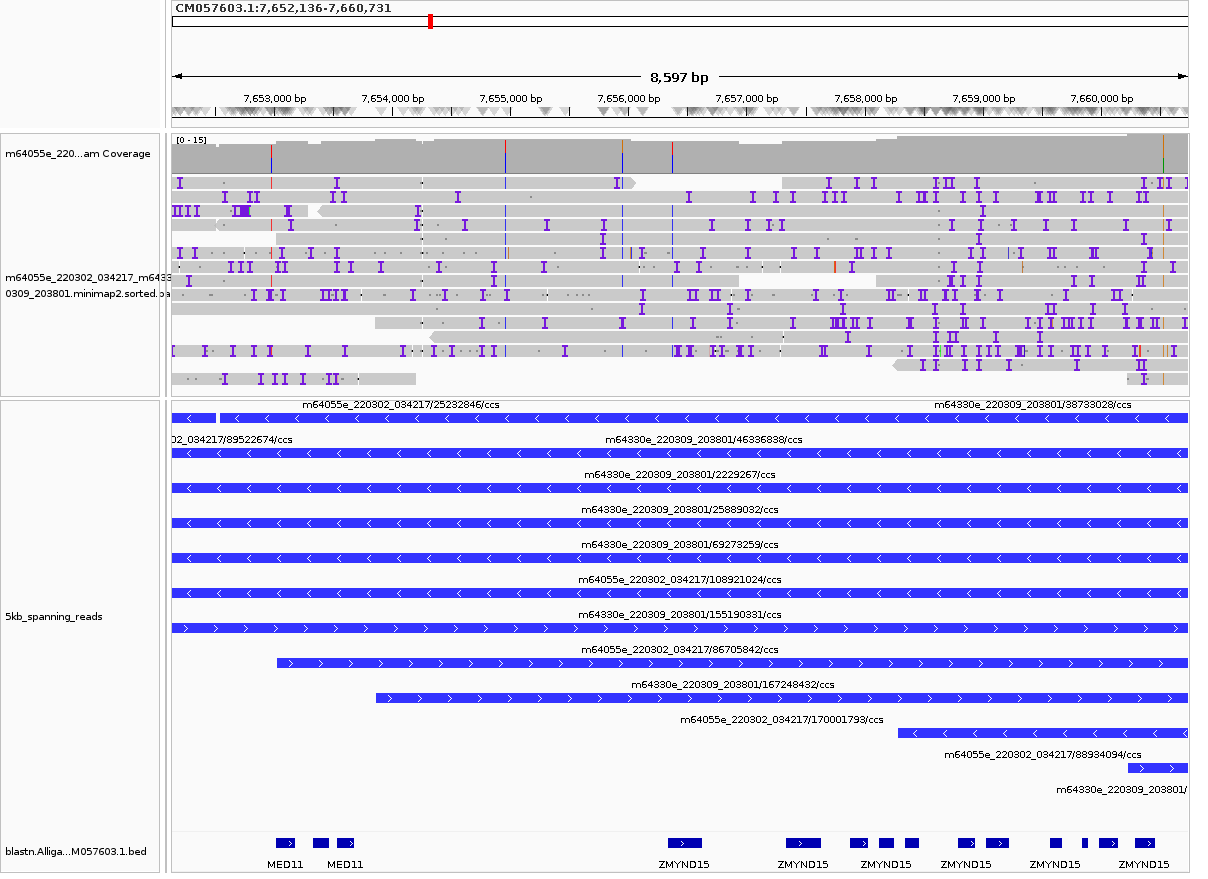 CM057603.1:7,652,136-7,660,731
8,597 bp
7,653,000 bp 7,654,000 bp 7,655,000 bp 7,656,000 bp 7,657,000 bp 7,658,000 bp 7,659,000 bp 7,660,000 bp
[0 - 15]
m64055e_220...am Coverage
m64055e_220302_034217_m6433
0309_203801.minimap2.sorted.ba
m64055e_220302_034217/25232846/ccs m64330e_220309_203801/38733028/ccs
02_034217/89522674/ccs m64330e_220309_203801/46336838/ccs
m64330e_220309_203801/2229267/ccs
m64330e_220309_203801/25889032/ccs
m64330e_220309_203801/69273259/ccs
m64055e_220302_034217/108921024/ccs
m64330e_220309_203801/155190331/ccs
5kb_spanning_reads
m64055e_220302_034217/86705842/ccs
m64330e_220309_203801/167248432/ccs
m64055e_220302_034217/170001793/ccs
m64055e_220302_034217/88934094/ccs
m64330e_220309_203801/
blastn.Alliga...M057603.1.bed
MED11 MED11 ZMYND15 ZMYND15 ZMYND15 ZMYND15 ZMYND15 ZMYND15